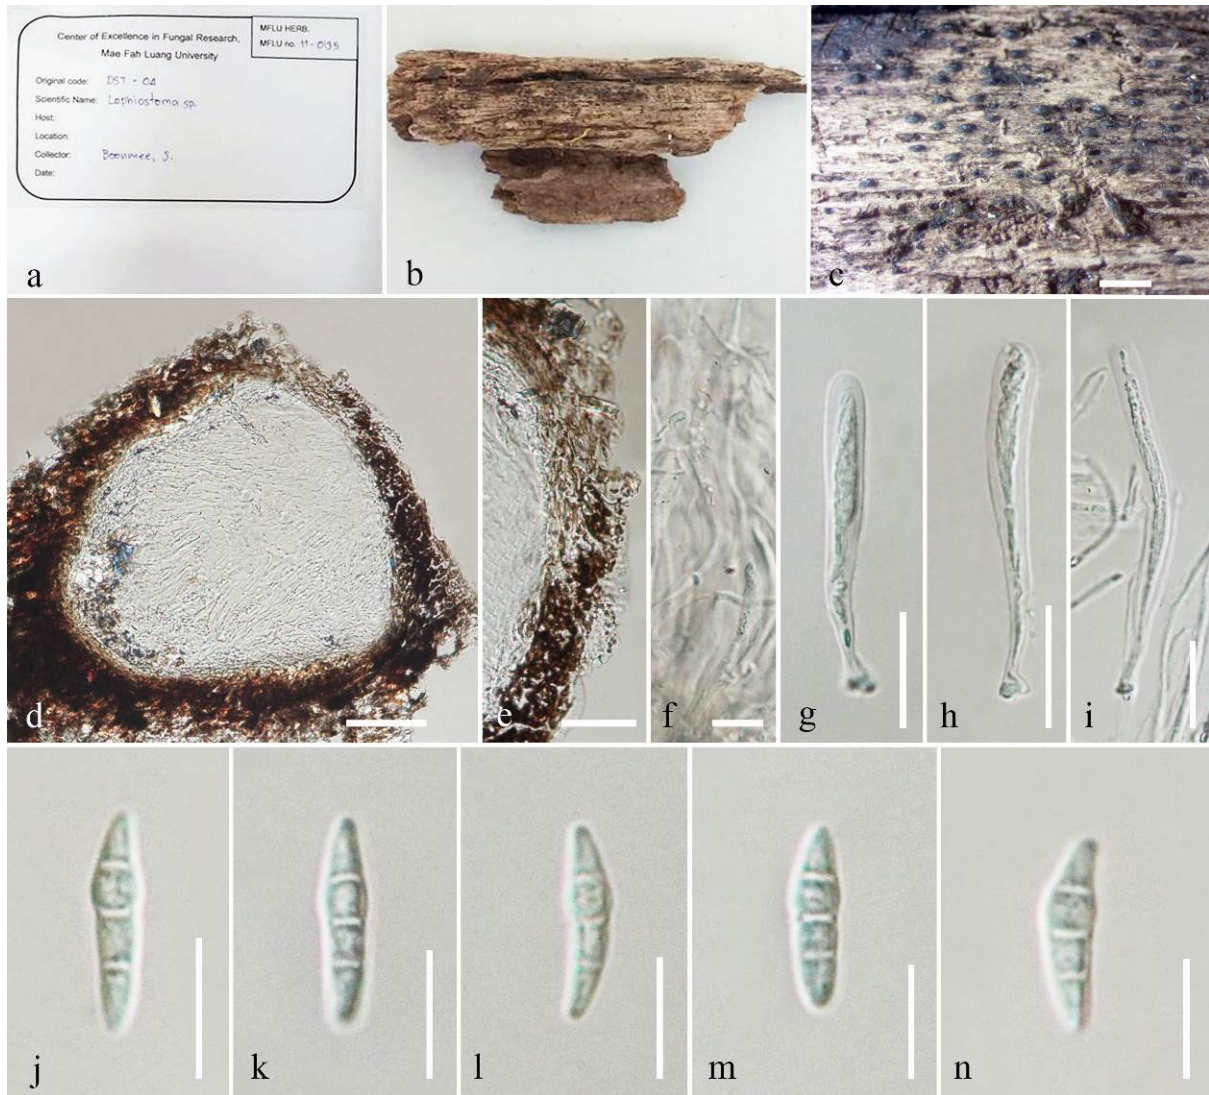 Center of Excellence in Fungal Research,
Mae Fah Luang University
MFLU HERB.
MFLU no. 11-0135
Original code: DST - 04
Scientific Name: Lophiostoma sp.
Host:
Location:
Collector: Boonmee, S.
Date:
a
b
c
d
e
f
g
h
i
j
k
l
m
n